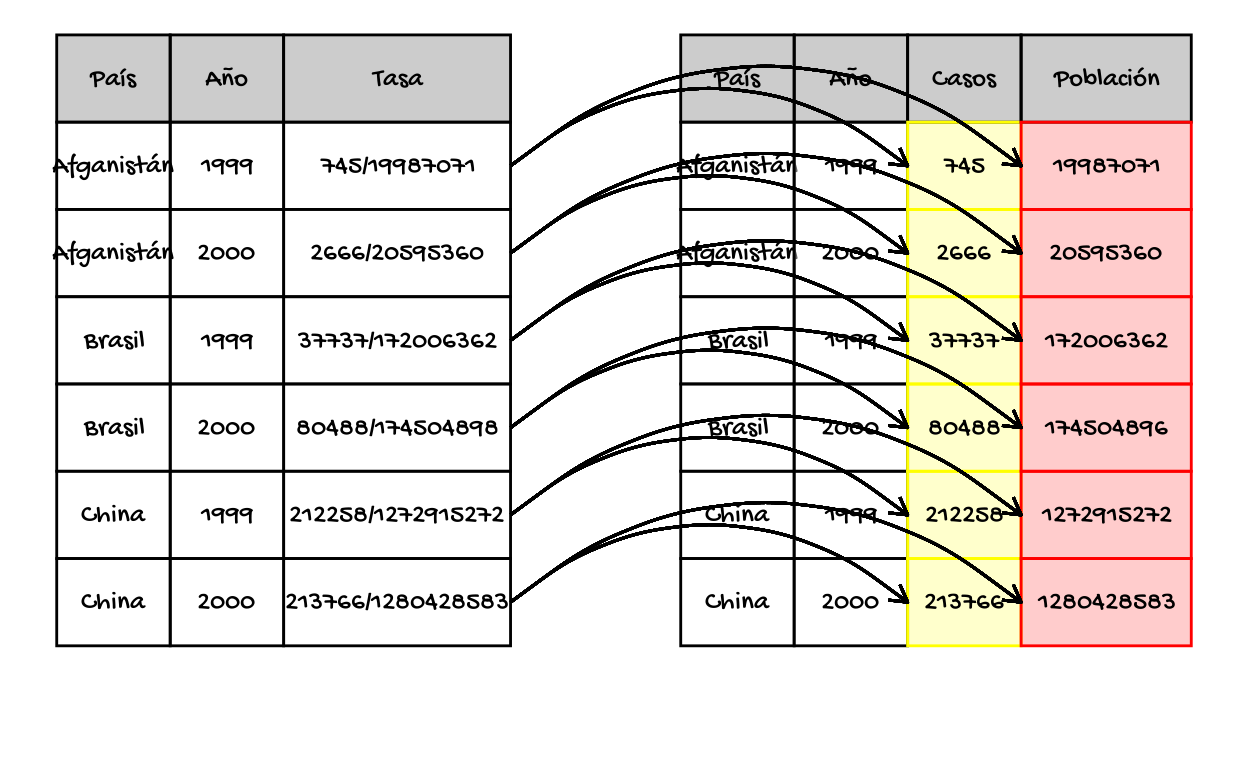 País Año Tasa País Año Casos Población
Afganistán 1999 745/19987071 Afganistán 1999 745 19987071
Afganistán 2000 2666/20595360 Afganistán 2000 2666 20595360
Brasil 1999 37737/172006362 Brasil 1999 37737 172006362
Brasil 2000 80488/174504898 Brasil 2000 80488 174504896
China 1999 212258/1272915272 China 1999 212258 1272915272
China 2000 213766/1280428583 China 2000 213766 1280428583